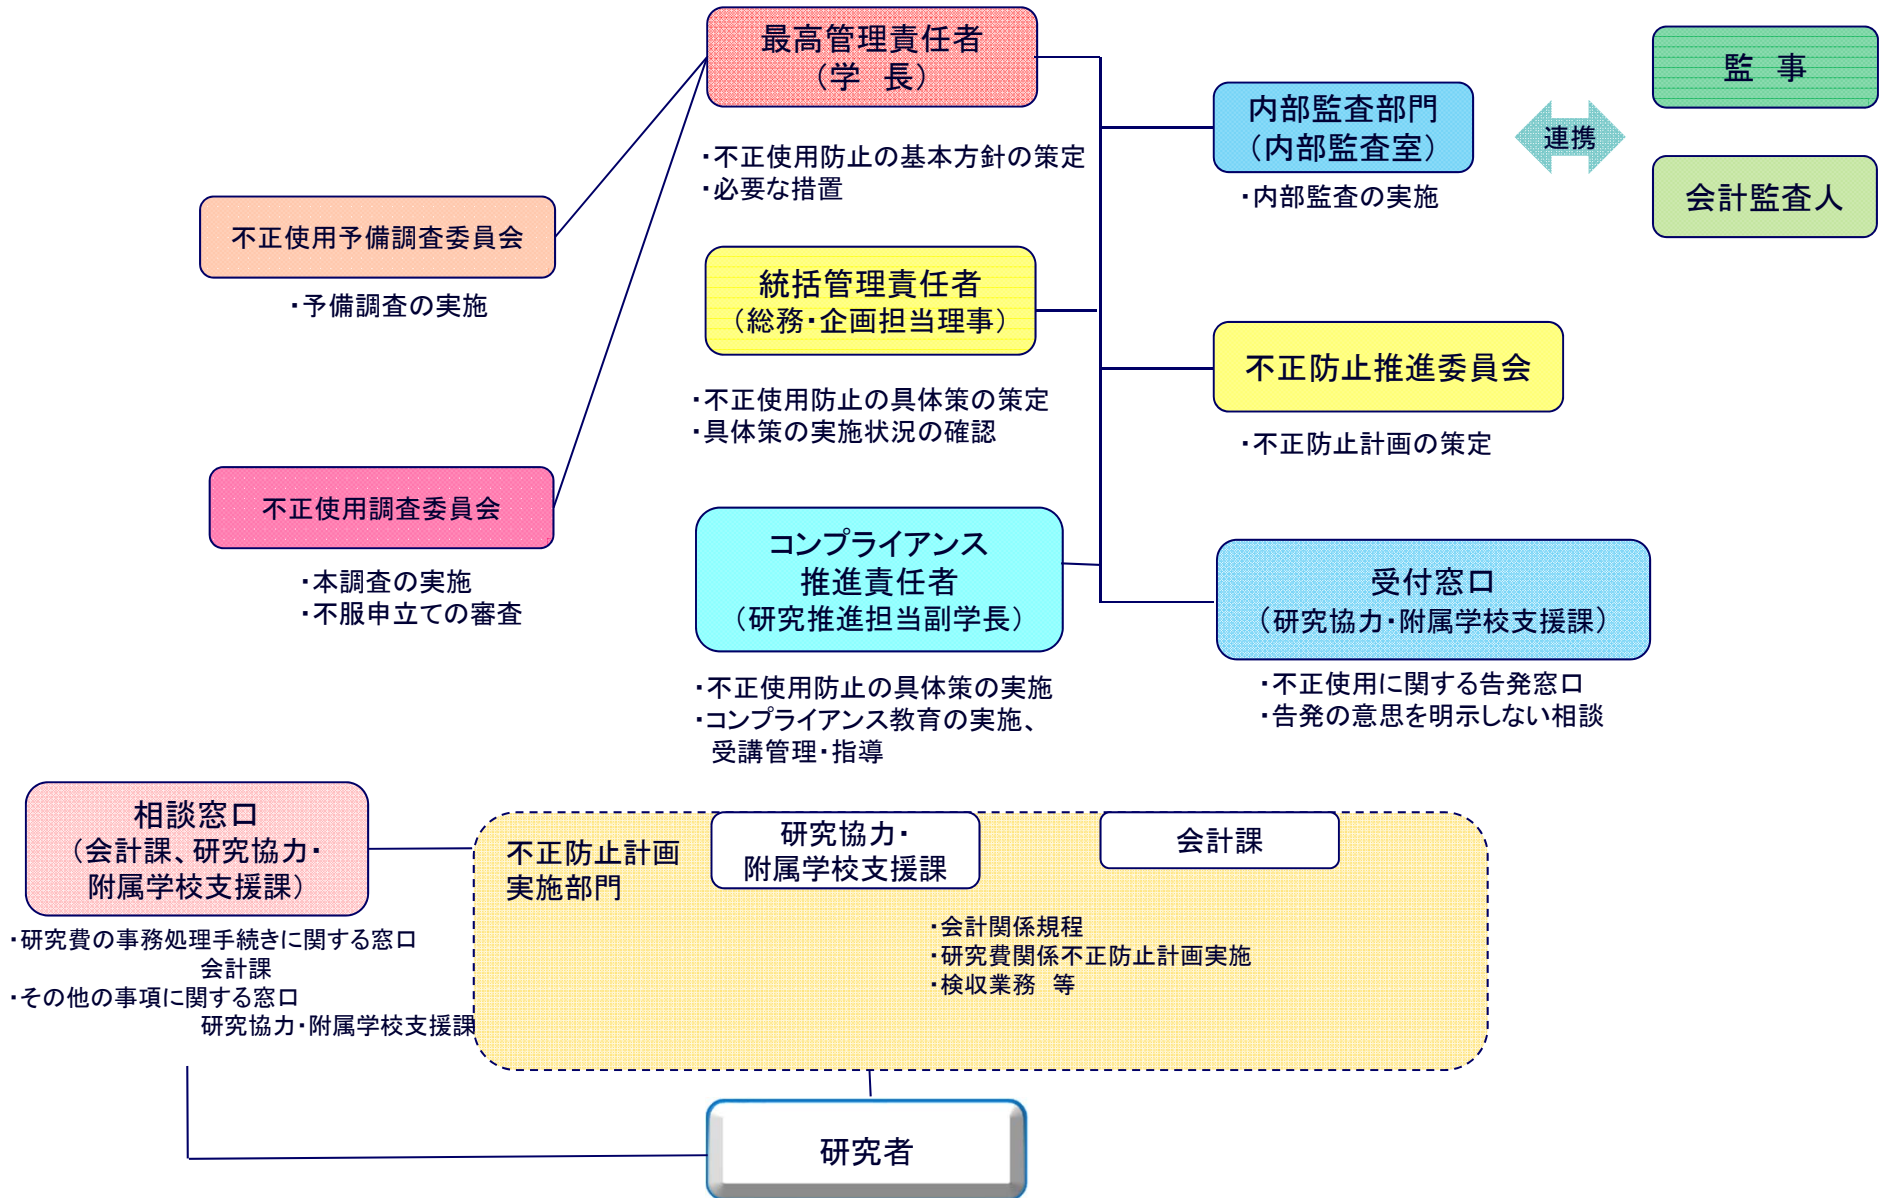 最高管理責任者
（学　長）
・不正使用防止の基本方針の策定
・必要な措置
内部監査部門
（内部監査室）
・内部監査の実施
連携
監　事
会計監査人
不正使用予備調査委員会
・予備調査の実施
統括管理責任者
（総務・企画担当理事）
・不正使用防止の具体策の策定
・具体策の実施状況の確認
不正防止推進委員会
・不正防止計画の策定
不正使用調査委員会
・本調査の実施
・不服申立ての審査
コンプライアンス
推進責任者
（研究推進担当副学長）
・不正使用防止の具体策の実施
・コンプライアンス教育の実施、
受講管理・指導
受付窓口
（研究協力・附属学校支援課）
・不正使用に関する告発窓口
・告発の意思を明示しない相談
相談窓口
（会計課、研究協力・
附属学校支援課）
・研究費の事務処理手続きに関する窓口
会計課
・その他の事項に関する窓口
研究協力・附属学校支援課
不正防止計画
実施部門
研究協力・
附属学校支援課
会計課
・会計関係規程
・研究費関係不正防止計画実施
・検収業務　等
研究者